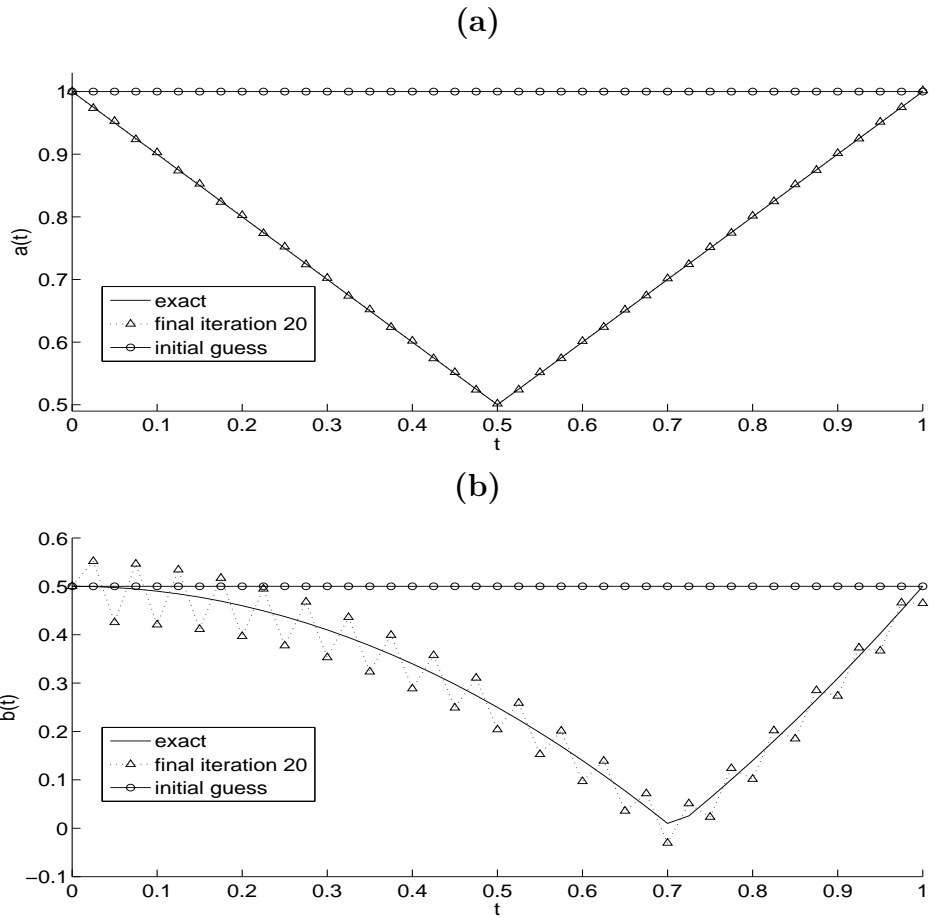 (a)
1
0.9
0.8
0.7
0.6
0.5
a(t)
exact
final iteration 20
initial guess
0 0.1 0.2 0.3 0.4 0.5 0.6 0.7 0.8 0.9 1
t
(b)
0.6
0.5
0.4
0.3
0.2
0.1
0
−0.1
b(t)
exact
final iteration 20
initial guess
0 0.1 0.2 0.3 0.4 0.5 0.6 0.7 0.8 0.9 1
t